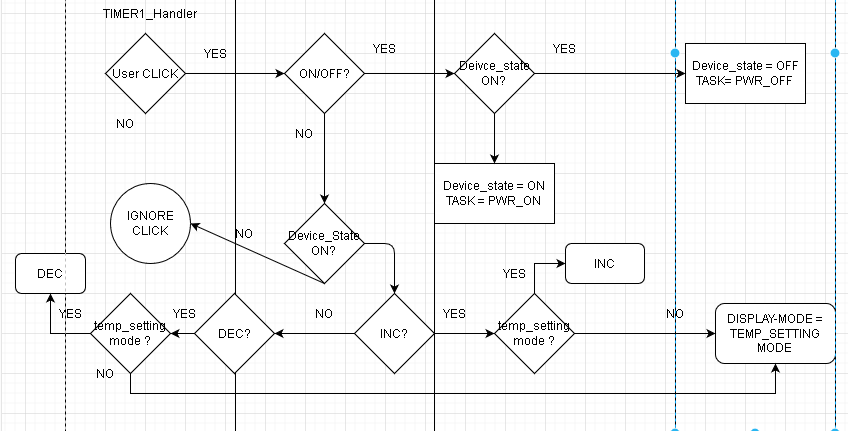 TIMER1_Handler
User CLICK
YES
NO
ON/OFF?
YES
NO
Deivce_state
ON?
YES
Device_state = OFF
TASK= PWR_OFF
Device_state = ON
TASK = PWR_ON
IGNORE
CLICK
NO
Device_State
ON?
DEC
YES
temp_setting
mode ?
NO
YES
DEC?
NO
INC?
YES
temp_setting
mode ?
YES
INC
NO
DISPLAY-MODE =
TEMP_SETTING
MODE